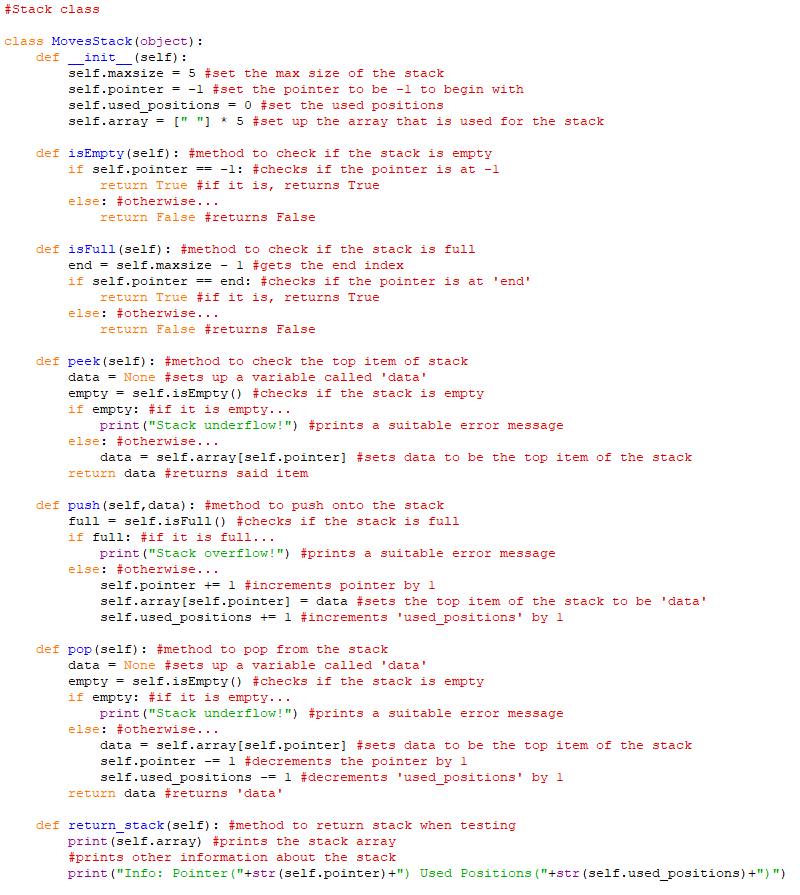 #Stack class

class MovesStack(object):
    def __init__(self):
        self.maxsize = 5 #set the max size of the stack
        self.pointer = -1 #set the pointer to be -1 to begin with
        self.used_positions = 0 #set the used positions
        self.array = [" "] * 5 #set up the array that is used for the stack

    def isEmpty(self): #method to check if the stack is empty
        if self.pointer == -1: #checks if the pointer is at -1
            return True #if it is, returns True
        else: #otherwise...
            return False #returns False

    def isFull(self): #method to check if the stack is full
        end = self.maxsize - 1 #gets the end index
        if self.pointer == end: #checks if the pointer is at 'end'
            return True #if it is, returns True
        else: #otherwise...
            return False #returns False

    def peek(self): #method to check the top item of stack
        data = None #sets up a variable called 'data'
        empty = self.isEmpty() #checks if the stack is empty
        if empty: #if it is empty...
            print("Stack underflow!") #prints a suitable error message
        else: #otherwise...
            data = self.array[self.pointer] #sets data to be the top item of the stack
        return data #returns said item

    def push(self,data): #method to push onto the stack
        full = self.isFull() #checks if the stack is full
        if full: #if it is full...
            print("Stack overflow!") #prints a suitable error message
        else: #otherwise...
            self.pointer += 1 #increments pointer by 1
            self.array[self.pointer] = data #sets the top item of the stack to be 'data'
            self.used_positions += 1 #increments 'used_positions' by 1

    def pop(self): #method to pop from the stack
        data = None #sets up a variable called 'data'
        empty = self.isEmpty() #checks if the stack is empty
        if empty: #if it is empty...
            print("Stack underflow!") #prints a suitable error message
        else: #otherwise...
            data = self.array[self.pointer] #sets data to be the top item of the stack
            self.pointer -= 1 #decrements the pointer by 1
            self.used_positions -= 1 #decrements 'used_positions' by 1
        return data #returns 'data'

    def return_stack(self): #method to return stack when testing
        print(self.array) #prints the stack array
        #prints other information about the stack
        print("Info: Pointer("+str(self.pointer)+") Used Positions("+str(self.used_positions)+")")